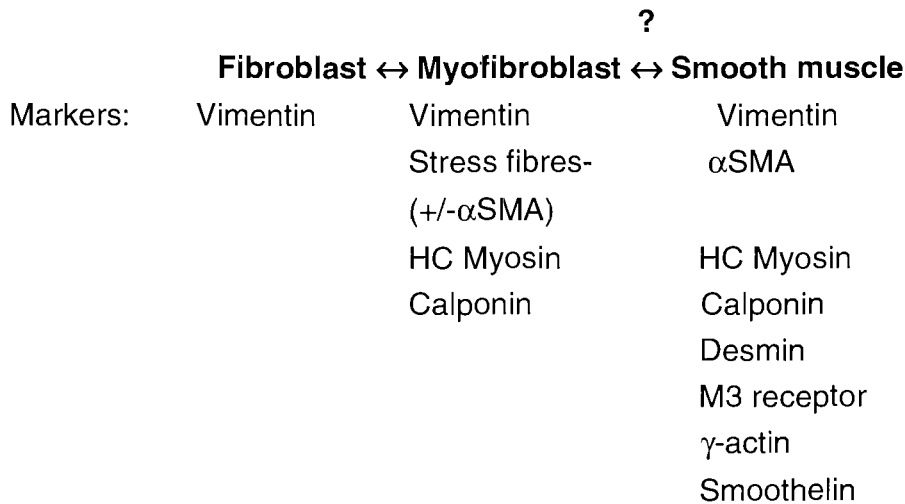 ?
Fibroblast ↔ Myofibroblast ↔ Smooth muscle
Markers: Vimentin Vimentin Vimentin
Stress fibres- αSMA
(+/-αSMA)
HC Myosin HC Myosin
Calponin Calponin
Desmin
M3 receptor
γ-actin
Smoothelin